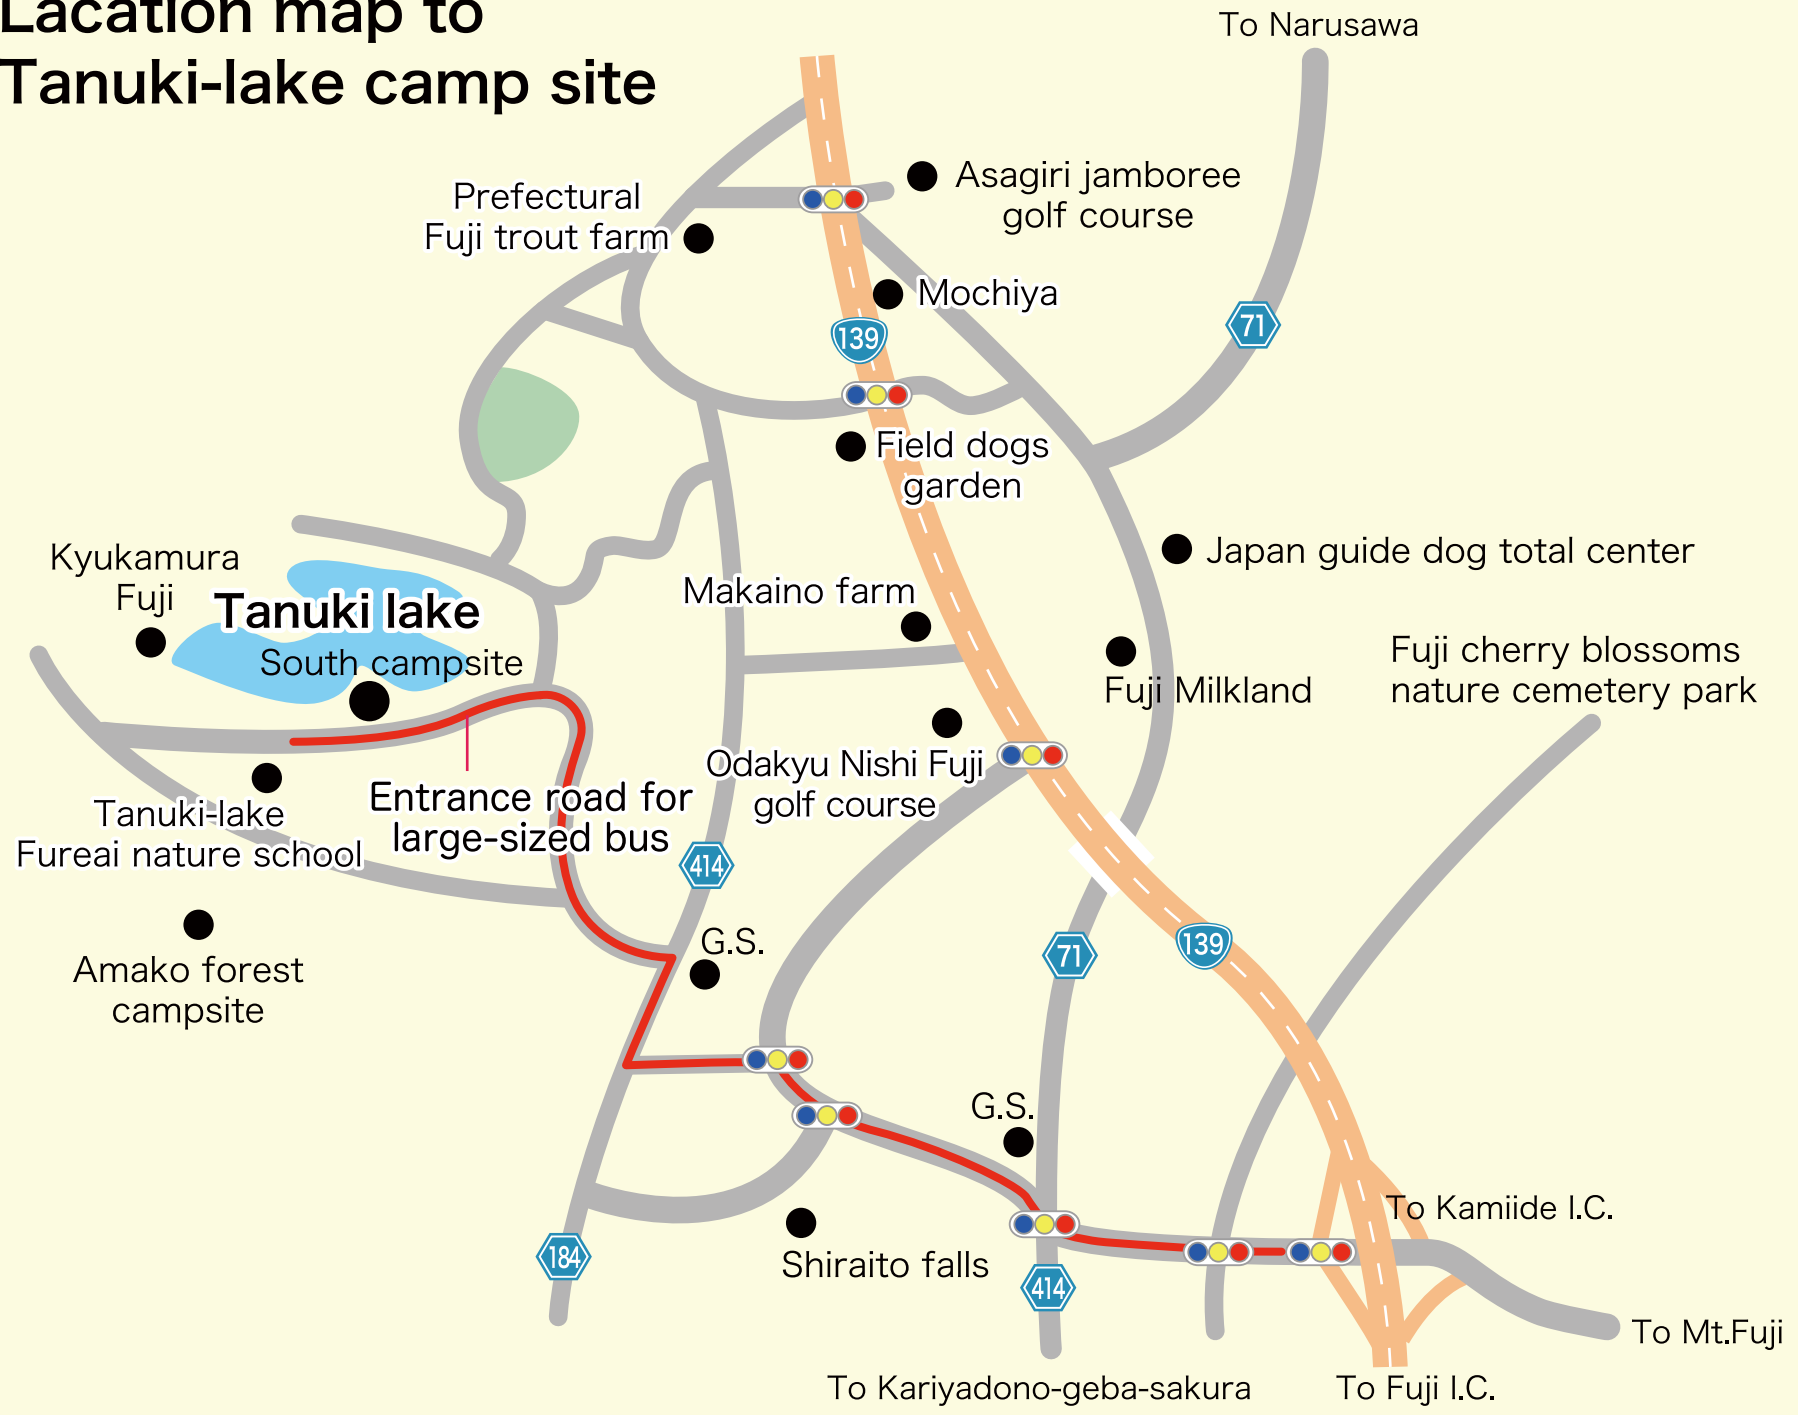 Lacation map to
Tanuki-lake camp site
To Narusawa
Prefectural
Fuji trout farm
Asagiri jamboree
golf course
Mochiya
139
71
Field dogs
garden
Japan guide dog total center
Kyukamura
Fuji
Tanuki lake
South campsite
Makaino farm
Fuji Milkland
Fuji cherry blossoms
nature cemetery park
Odakyu Nishi Fuji
golf course
Entrance road for
large-sized bus
Tanuki-lake
Fureai nature school
414
G.S.
71
139
Amako forest
campsite
G.S.
To Kamiide I.C.
Shiraito falls
184
414
To Mt.Fuji
To Kariyadono-geba-sakura
To Fuji I.C.